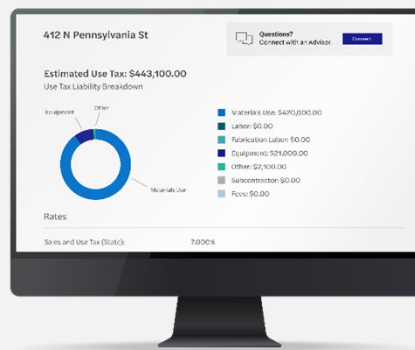 412 N Pennsylvania St
Questions?
Connect with an Advisor.
Connect
Estimated Use Tax: $443,100.00
Use Tax Liability Breakdown
Equipment
Other
Materials Use
Materials Use: $420,000.00
Labor: $0.00
Fabrication Labor: $0.00
Equipment: $21,000.00
Other: $2,100.00
Subcontractor: $0.00
Fees: $0.00
Rates
Sales and Use Tax (State): 7.000%